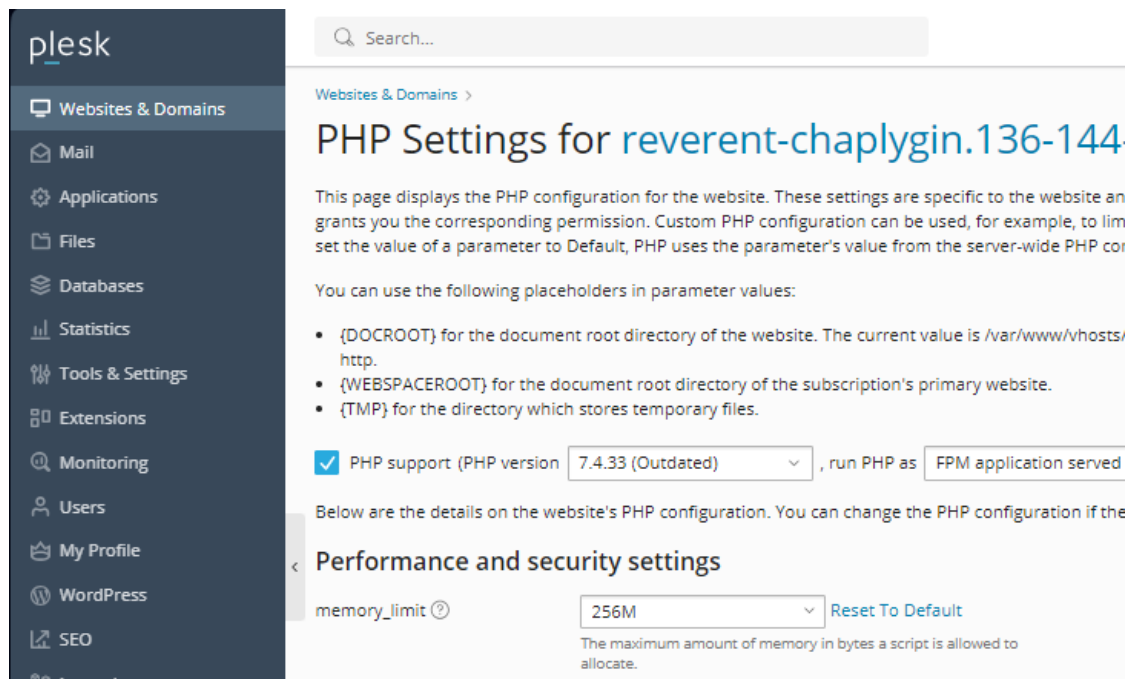 plesk
Search...
Websites & Domains
Mail
Applications
Files
Databases
Statistics
Tools & Settings
Extensions
Monitoring
Users
My Profile
WordPress
SEO
Websites & Domains >
PHP Settings for reverent-chaplygin.136-144-
This page displays the PHP configuration for the website. These settings are specific to the website an
grants you the corresponding permission. Custom PHP configuration can be used, for example, to lim
set the value of a parameter to Default, PHP uses the parameter's value from the server-wide PHP co
You can use the following placeholders in parameter values:
• {DOCROOT} for the document root directory of the website. The current value is /var/www/vhosts/
http.
• {WEBSPACEROOT} for the document root directory of the subscription's primary website.
• {TMP} for the directory which stores temporary files.
PHP support (PHP version 7.4.33 (Outdated) , run PHP as FPM application served
Below are the details on the website's PHP configuration. You can change the PHP configuration if the
Performance and security settings
memory_limit ? 256M Reset To Default
The maximum amount of memory in bytes a script is allowed to
allocate.